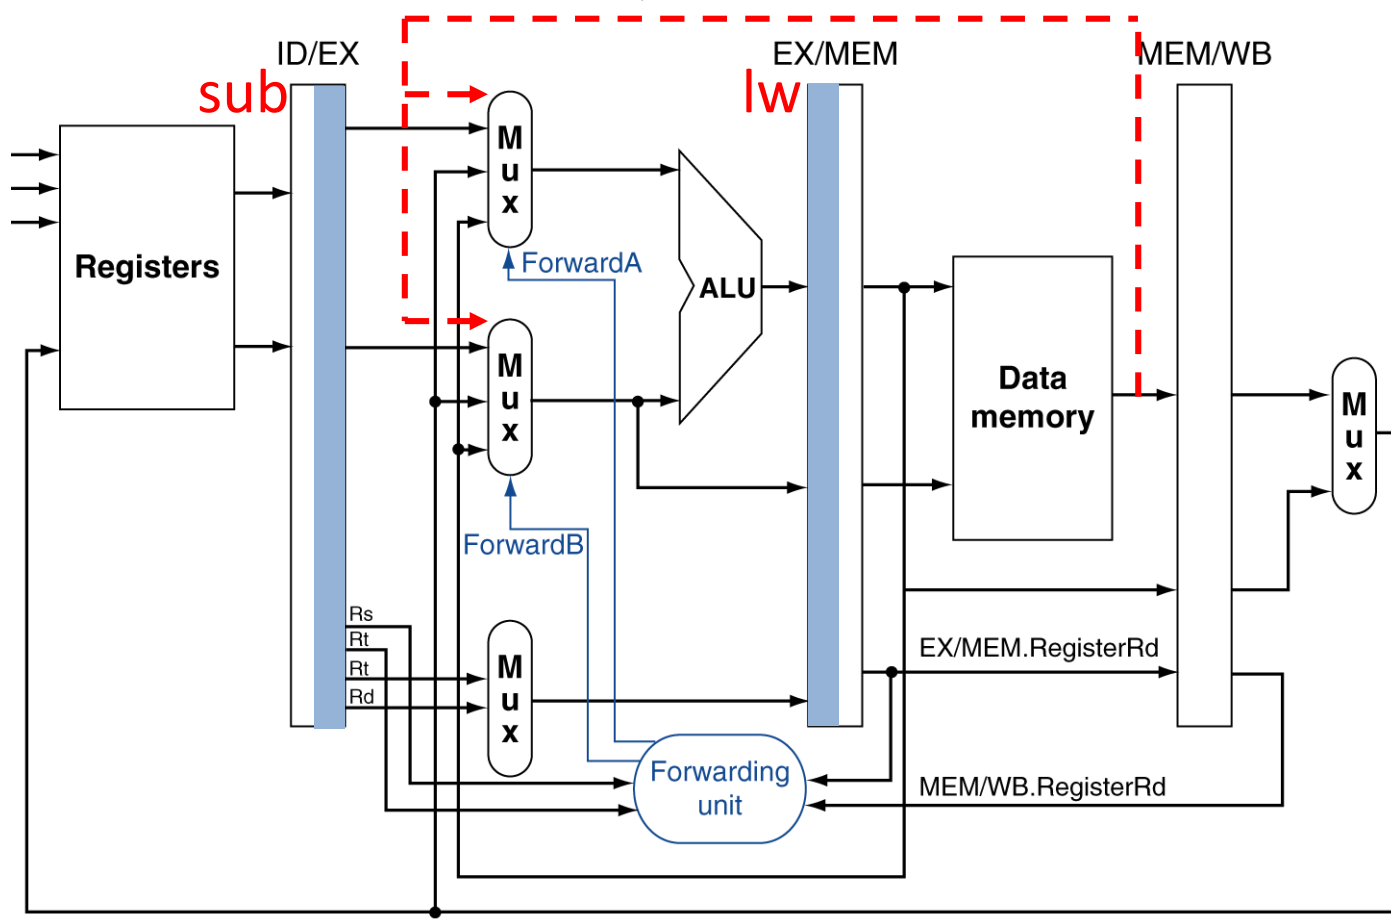 ID/EX
EX/MEM
MEM/WB
sub
lw
M
u
x
Registers
ForwardA
ALU
M
u
x
Data
memory
M
u
x
ForwardB
Rs
Rt
Rt
Rd
M
u
x
EX/MEM.RegisterRd
Forwarding
unit
MEM/WB.RegisterRd